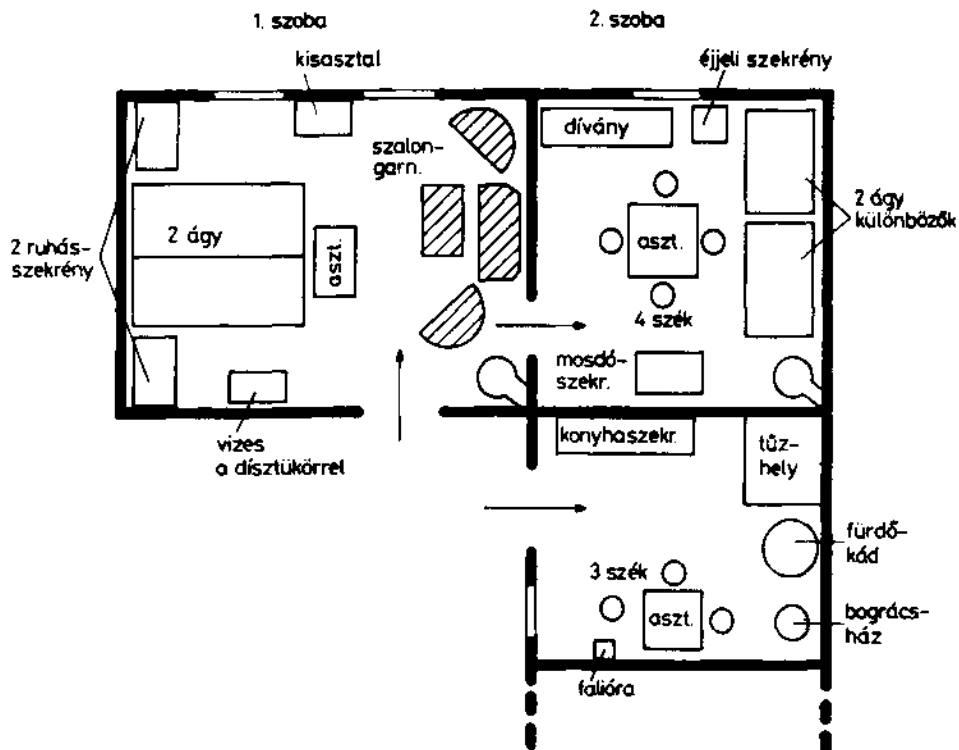 1. szoba
2. szoba
kisasztal
éjjeli szekrény
szalon-
garn.
dívány
2 ruhás-
szekrény
2 ágy
aszt.
aszt.
2 ágy
különbözők
4 szék
mosdó-
szekr.
vizes
a dísztükörrel
konyhaszekr.
tűz-
hely
fürdő-
kád
3 szék
aszt.
bogrács-
ház
falióra